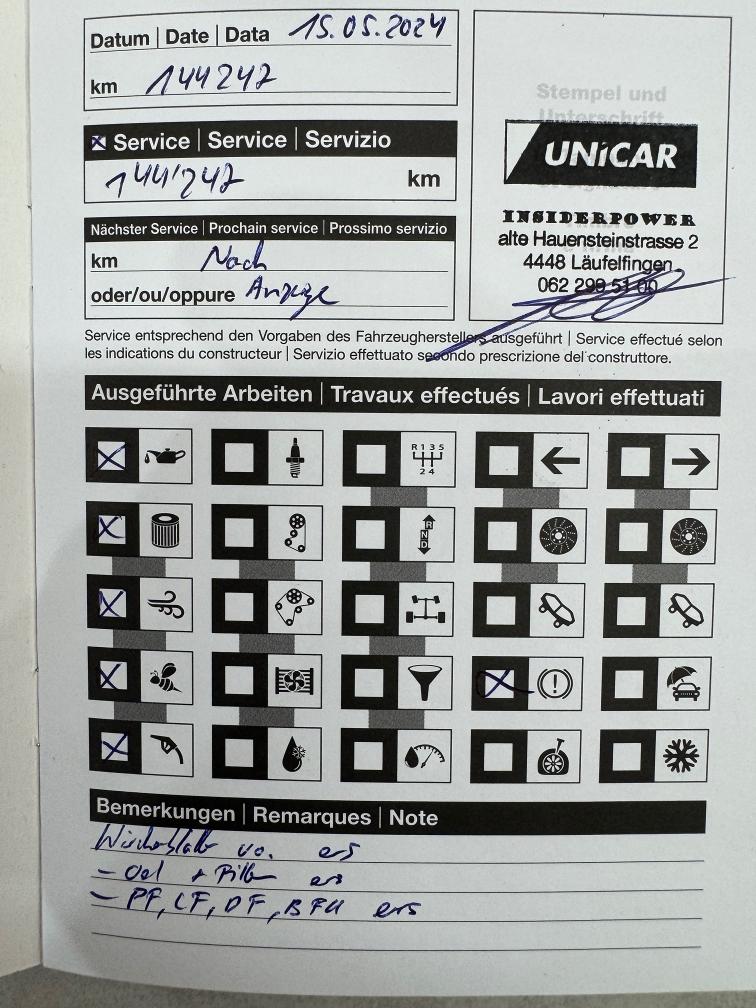 Datum | Date | Data 15.05.2024
km 144247
Stempel und
Unterschrift
UNiCAR
INSIDERPOWER
alte Hauensteinstrasse 2
4448 Läufelfingen
062 299 51 00
Service | Service | Servizio
144'247 km
Nächster Service | Prochain service | Prossimo servizio
km Nach
oder/ou/oppure Anzeige
Service entsprechend den Vorgaben des Fahrzeugherstellers ausgeführt | Service effectué selon
les indications du constructeur | Servizio effettuato secondo prescrizione del costruttore.
Ausgeführte Arbeiten | Travaux effectués | Lavori effettuati
R 1 3 5
2 4
R
N
D
Bemerkungen | Remarques | Note
Wischerblatt vo. ers
- Oel + Filter ers
- PF, LF, DF, BFU ers